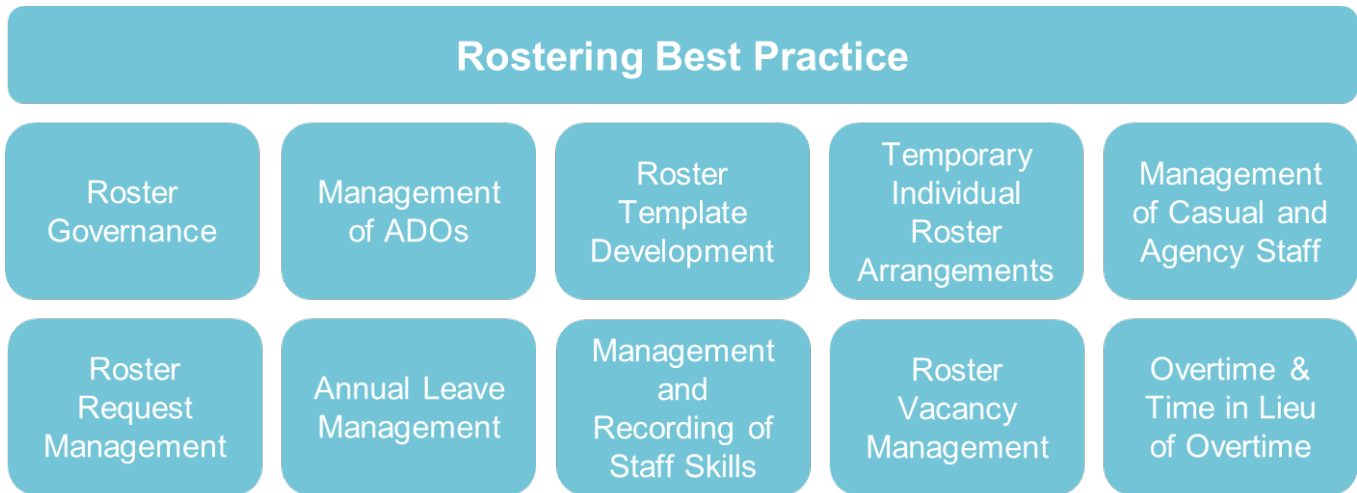 Rostering Best Practice
Roster
Governance
Management
of ADOs
Roster
Template
Development
Temporary
Individual
Roster
Arrangements
Management
of Casual and
Agency Staff
Roster
Request
Management
Annual Leave
Management
Management
and
Recording of
Staff Skills
Roster
Vacancy
Management
Overtime &
Time in Lieu
of Overtime